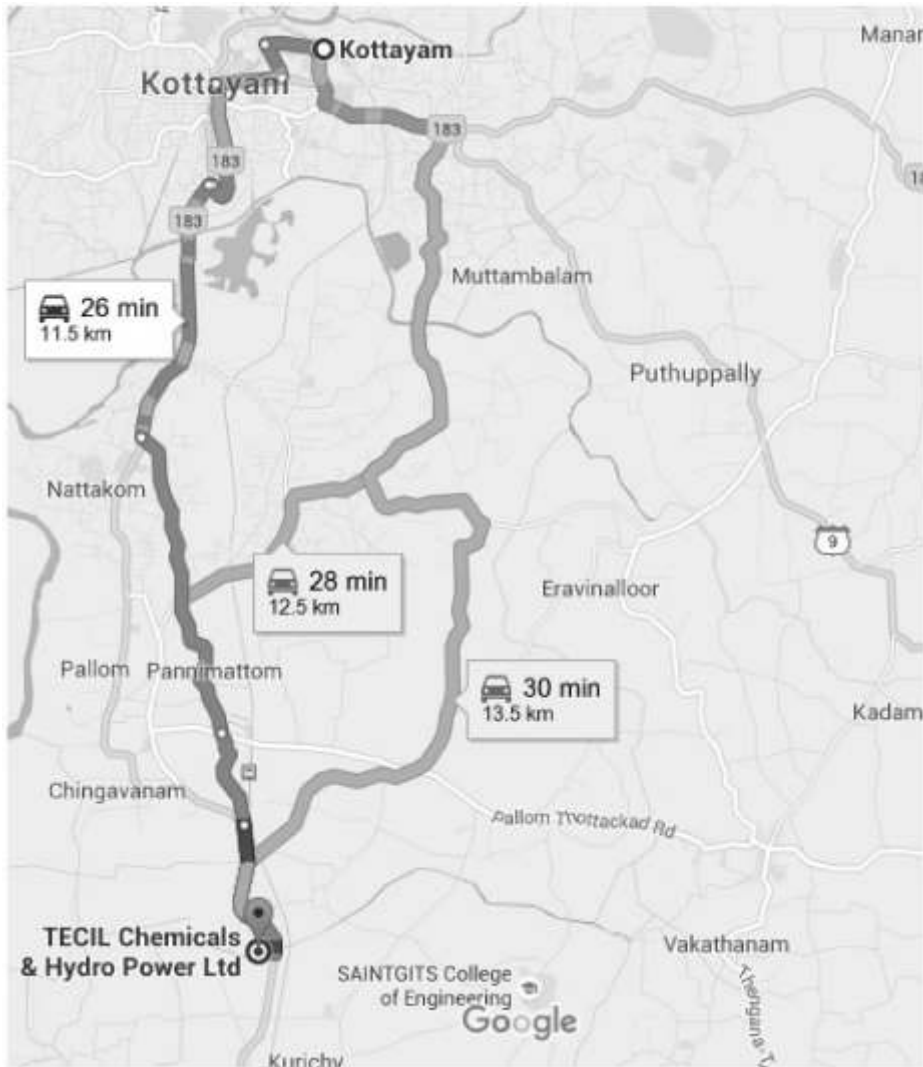 Manar
Kottayam
Kottayam
183
183
18
183
Muttambalam
26 min
11.5 km
Puthuppally
Nattakom
9
28 min
12.5 km
Eravinalloor
Pallom
Pannimattom
30 min
13.5 km
Kadam
Chingavanam
Pallom Thottackad Rd
TECIL Chemicals
& Hydro Power Ltd
Vakathanam
SAINTGITS College
of Engineering
Google
Thengana-T
Kurichy